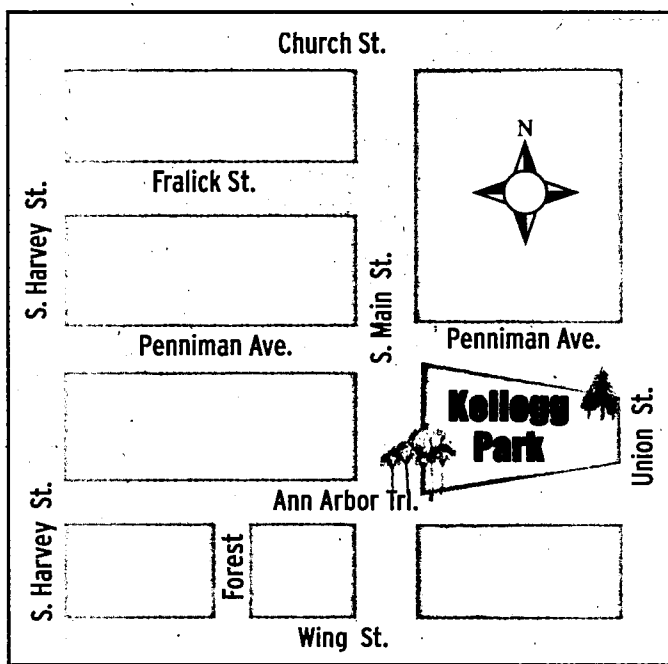 Church St.
N
Fralick St.
S. Harvey St.
S. Main St.
Penniman Ave.
Penniman Ave.
Kellogg
Park
Union St.
Ann Arbor Trl.
S. Harvey St.
Forest
Wing St.